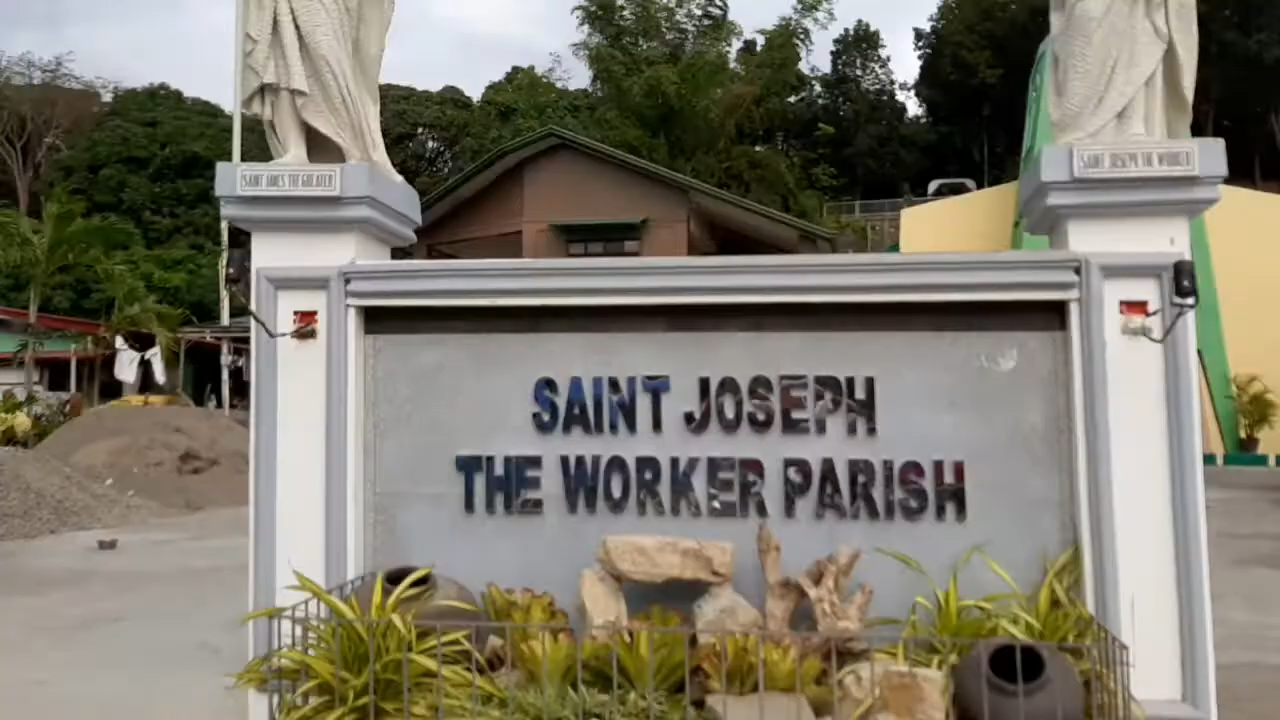 SAINT JAMES THE GREATER
SAINT JOSEPH THE WORKER
SAINT JOSEPH
THE WORKER PARISH